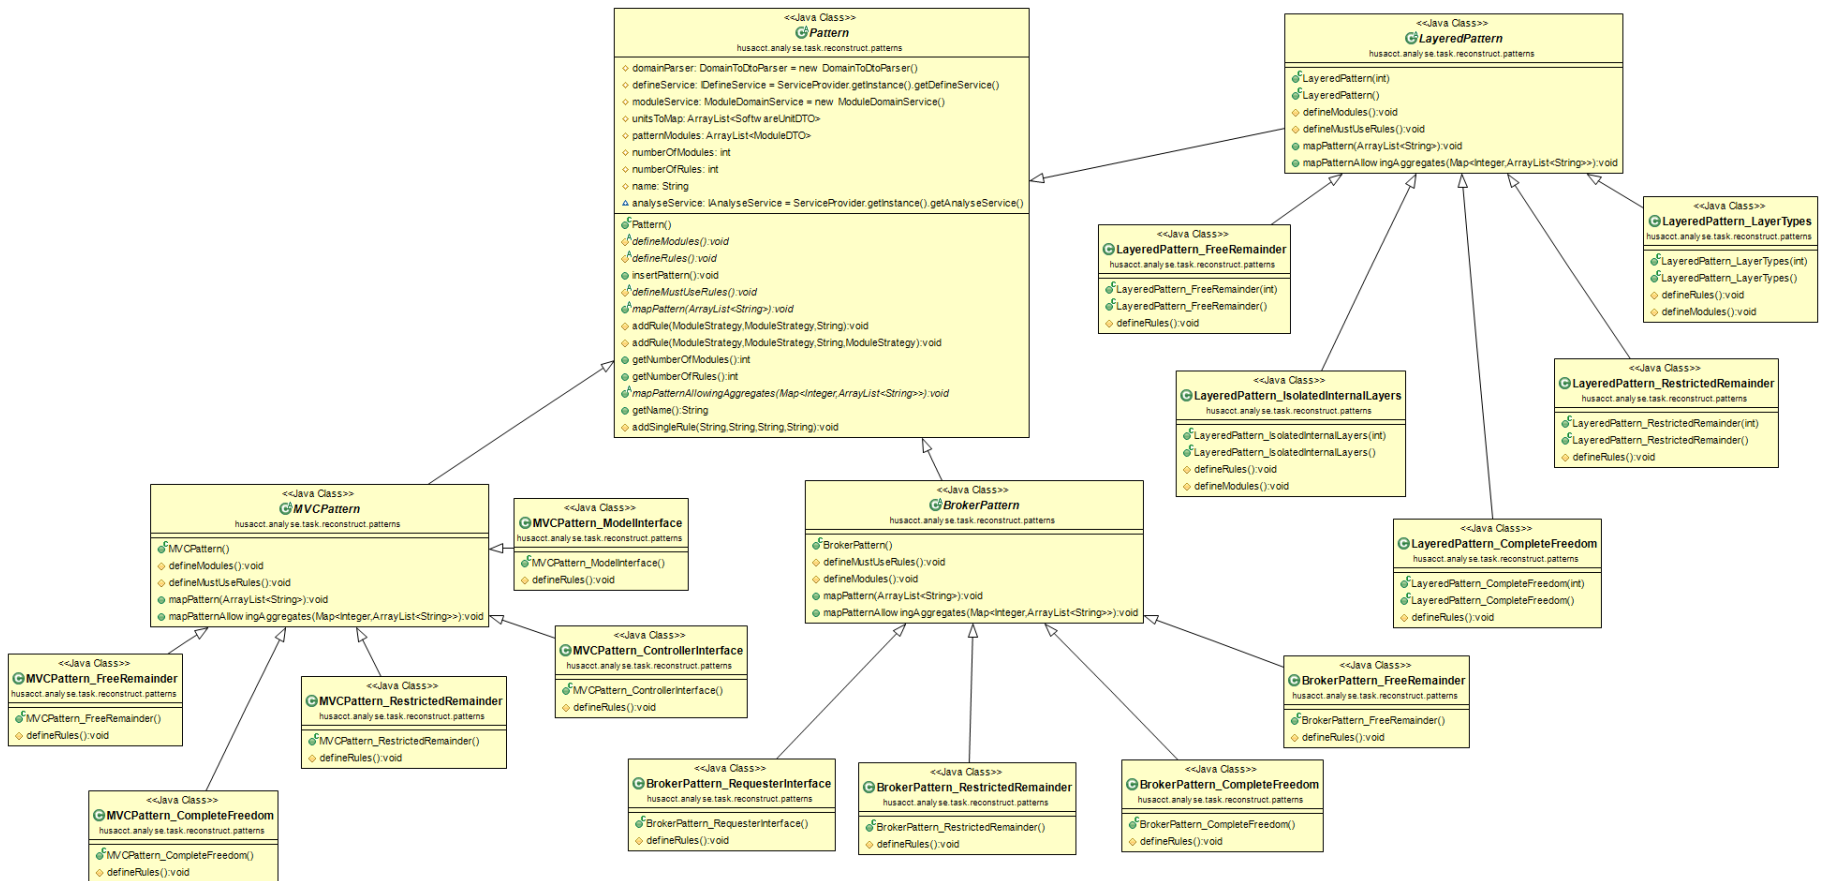 <<Java Class>>
Pattern
husacct.analyse.task.reconstruct.patterns
domainParser: DomainToDtoParser = new DomainToDtoParser()
defineService: IDefineService = ServiceProvider.getInstance().getDefineService()
moduleService: ModuleDomainService = new ModuleDomainService()
unitsToMap: ArrayList<SoftwareUnitDTO>
patternModules: ArrayList<ModuleDTO>
numberOfModules: int
numberOfRules: int
name: String
analyseService: IAnalyseService = ServiceProvider.getInstance().getAnalyseService()
Pattern()
defineModules():void
defineRules():void
insertPattern():void
defineMustUseRules():void
mapPattern(ArrayList<String>):void
addRule(ModuleStrategy,ModuleStrategy,String):void
addRule(ModuleStrategy,ModuleStrategy,String,ModuleStrategy):void
getNumberOfModules():int
getNumberOfRules():int
mapPatternAllowingAggregates(Map<Integer,ArrayList<String>>):void
getName():String
addSingleRule(String,String,String,String):void
<<Java Class>>
LayeredPattern
husacct.analyse.task.reconstruct.patterns
LayeredPattern(int)
LayeredPattern()
defineModules():void
defineMustUseRules():void
mapPattern(ArrayList<String>):void
mapPatternAllowingAggregates(Map<Integer,ArrayList<String>>):void
<<Java Class>>
LayeredPattern_LayerTypes
husacct.analyse.task.reconstruct.patterns
LayeredPattern_LayerTypes(int)
LayeredPattern_LayerTypes()
defineRules():void
defineModules():void
<<Java Class>>
LayeredPattern_FreeRemainder
husacct.analyse.task.reconstruct.patterns
LayeredPattern_FreeRemainder(int)
LayeredPattern_FreeRemainder()
defineRules():void
<<Java Class>>
LayeredPattern_RestrictedRemainder
husacct.analyse.task.reconstruct.patterns
LayeredPattern_RestrictedRemainder(int)
LayeredPattern_RestrictedRemainder()
defineRules():void
<<Java Class>>
LayeredPattern_IsolatedInternalLayers
husacct.analyse.task.reconstruct.patterns
LayeredPattern_IsolatedInternalLayers(int)
LayeredPattern_IsolatedInternalLayers()
defineRules():void
defineModules():void
<<Java Class>>
LayeredPattern_CompleteFreedom
husacct.analyse.task.reconstruct.patterns
LayeredPattern_CompleteFreedom(int)
LayeredPattern_CompleteFreedom()
defineRules():void
<<Java Class>>
MVCPattern
husacct.analyse.task.reconstruct.patterns
MVCPattern()
defineModules():void
defineMustUseRules():void
mapPattern(ArrayList<String>):void
mapPatternAllowingAggregates(Map<Integer,ArrayList<String>>):void
<<Java Class>>
MVCPattern_ModelInterface
husacct.analyse.task.reconstruct.patterns
MVCPattern_ModelInterface()
defineRules():void
<<Java Class>>
BrokerPattern
husacct.analyse.task.reconstruct.patterns
BrokerPattern()
defineMustUseRules():void
defineModules():void
mapPattern(ArrayList<String>):void
mapPatternAllowingAggregates(Map<Integer,ArrayList<String>>):void
<<Java Class>>
MVCPattern_ControllerInterface
husacct.analyse.task.reconstruct.patterns
MVCPattern_ControllerInterface()
defineRules():void
<<Java Class>>
MVCPattern_FreeRemainder
husacct.analyse.task.reconstruct.patterns
MVCPattern_FreeRemainder()
defineRules():void
<<Java Class>>
MVCPattern_RestrictedRemainder
husacct.analyse.task.reconstruct.patterns
MVCPattern_RestrictedRemainder()
defineRules():void
<<Java Class>>
MVCPattern_CompleteFreedom
husacct.analyse.task.reconstruct.patterns
MVCPattern_CompleteFreedom()
defineRules():void
<<Java Class>>
BrokerPattern_FreeRemainder
husacct.analyse.task.reconstruct.patterns
BrokerPattern_FreeRemainder()
defineRules():void
<<Java Class>>
BrokerPattern_RequesterInterface
husacct.analyse.task.reconstruct.patterns
BrokerPattern_RequesterInterface()
defineRules():void
<<Java Class>>
BrokerPattern_RestrictedRemainder
husacct.analyse.task.reconstruct.patterns
BrokerPattern_RestrictedRemainder()
defineRules():void
<<Java Class>>
BrokerPattern_CompleteFreedom
husacct.analyse.task.reconstruct.patterns
BrokerPattern_CompleteFreedom()
defineRules():void